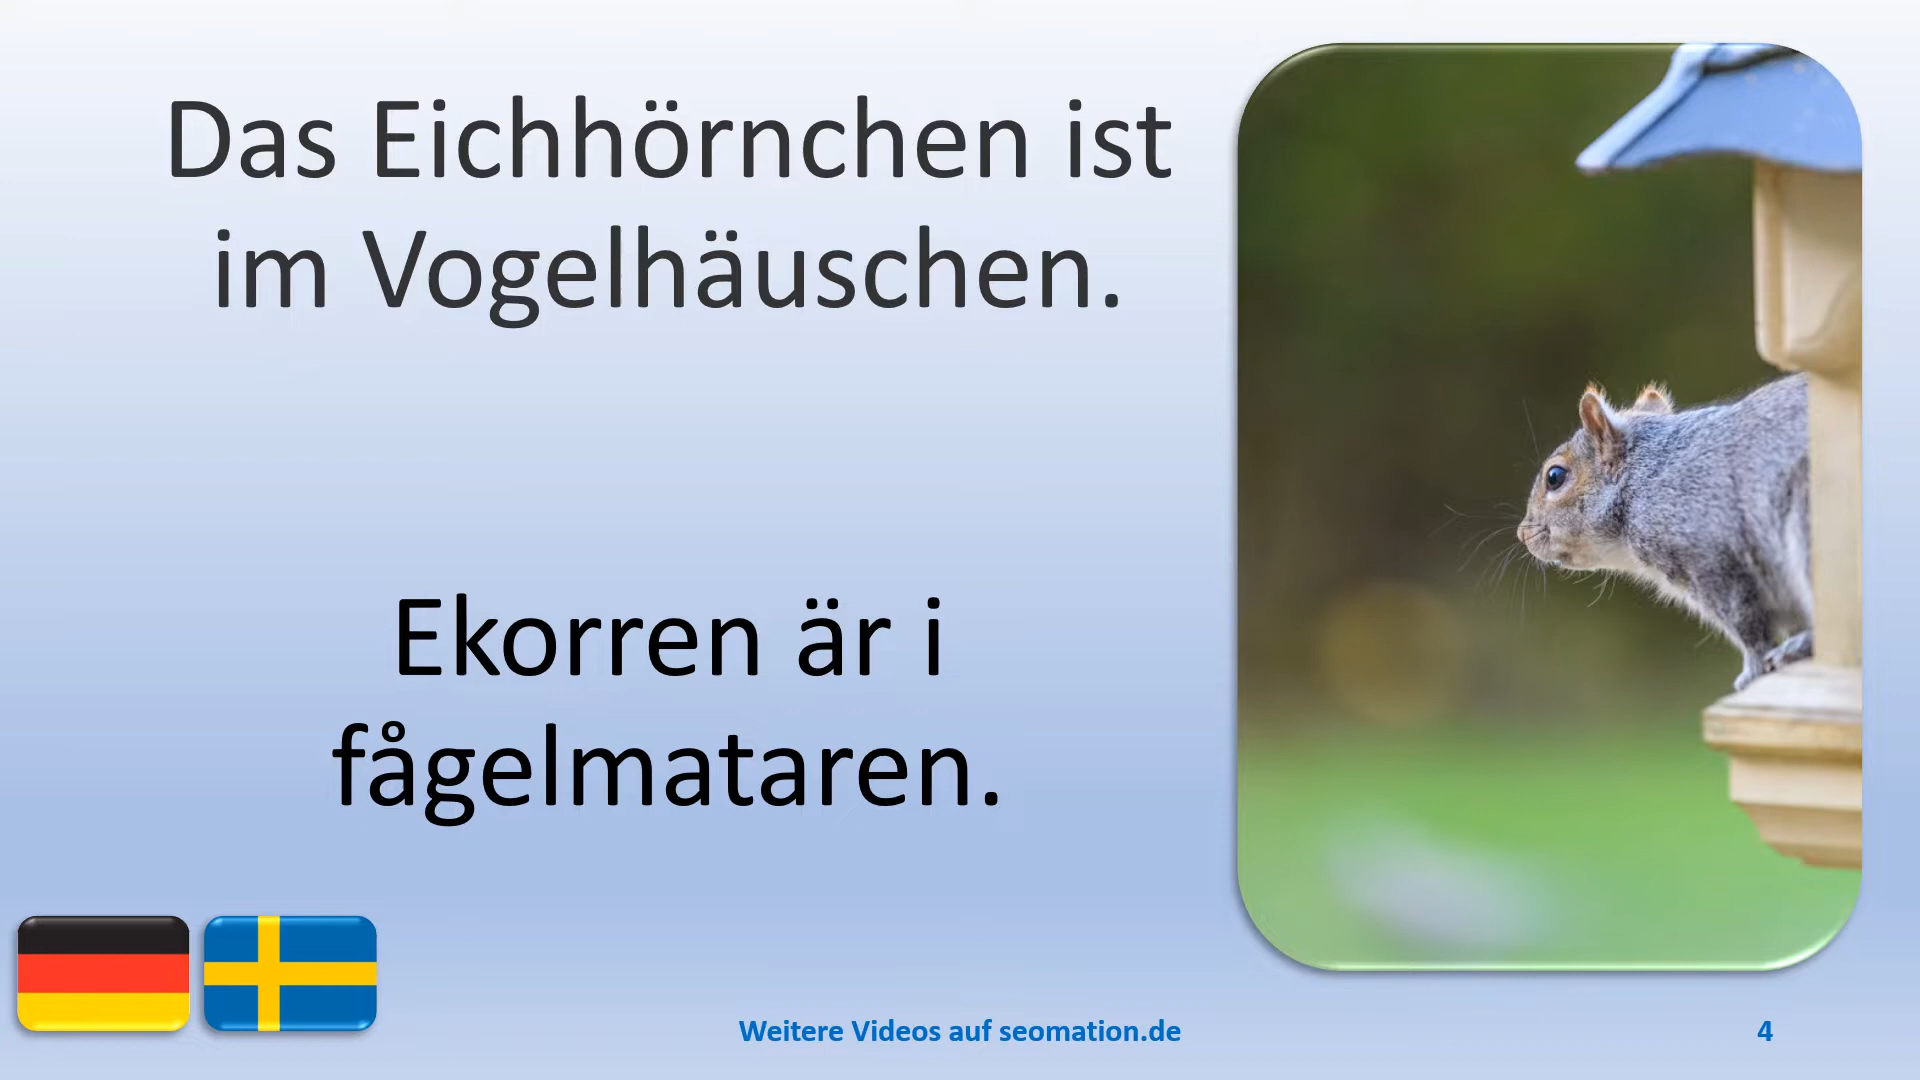 Das Eichhörnchen ist
im Vogelhäuschen.
Ekorren är i
fågelmataren.
Weitere Videos auf seomation.de
4